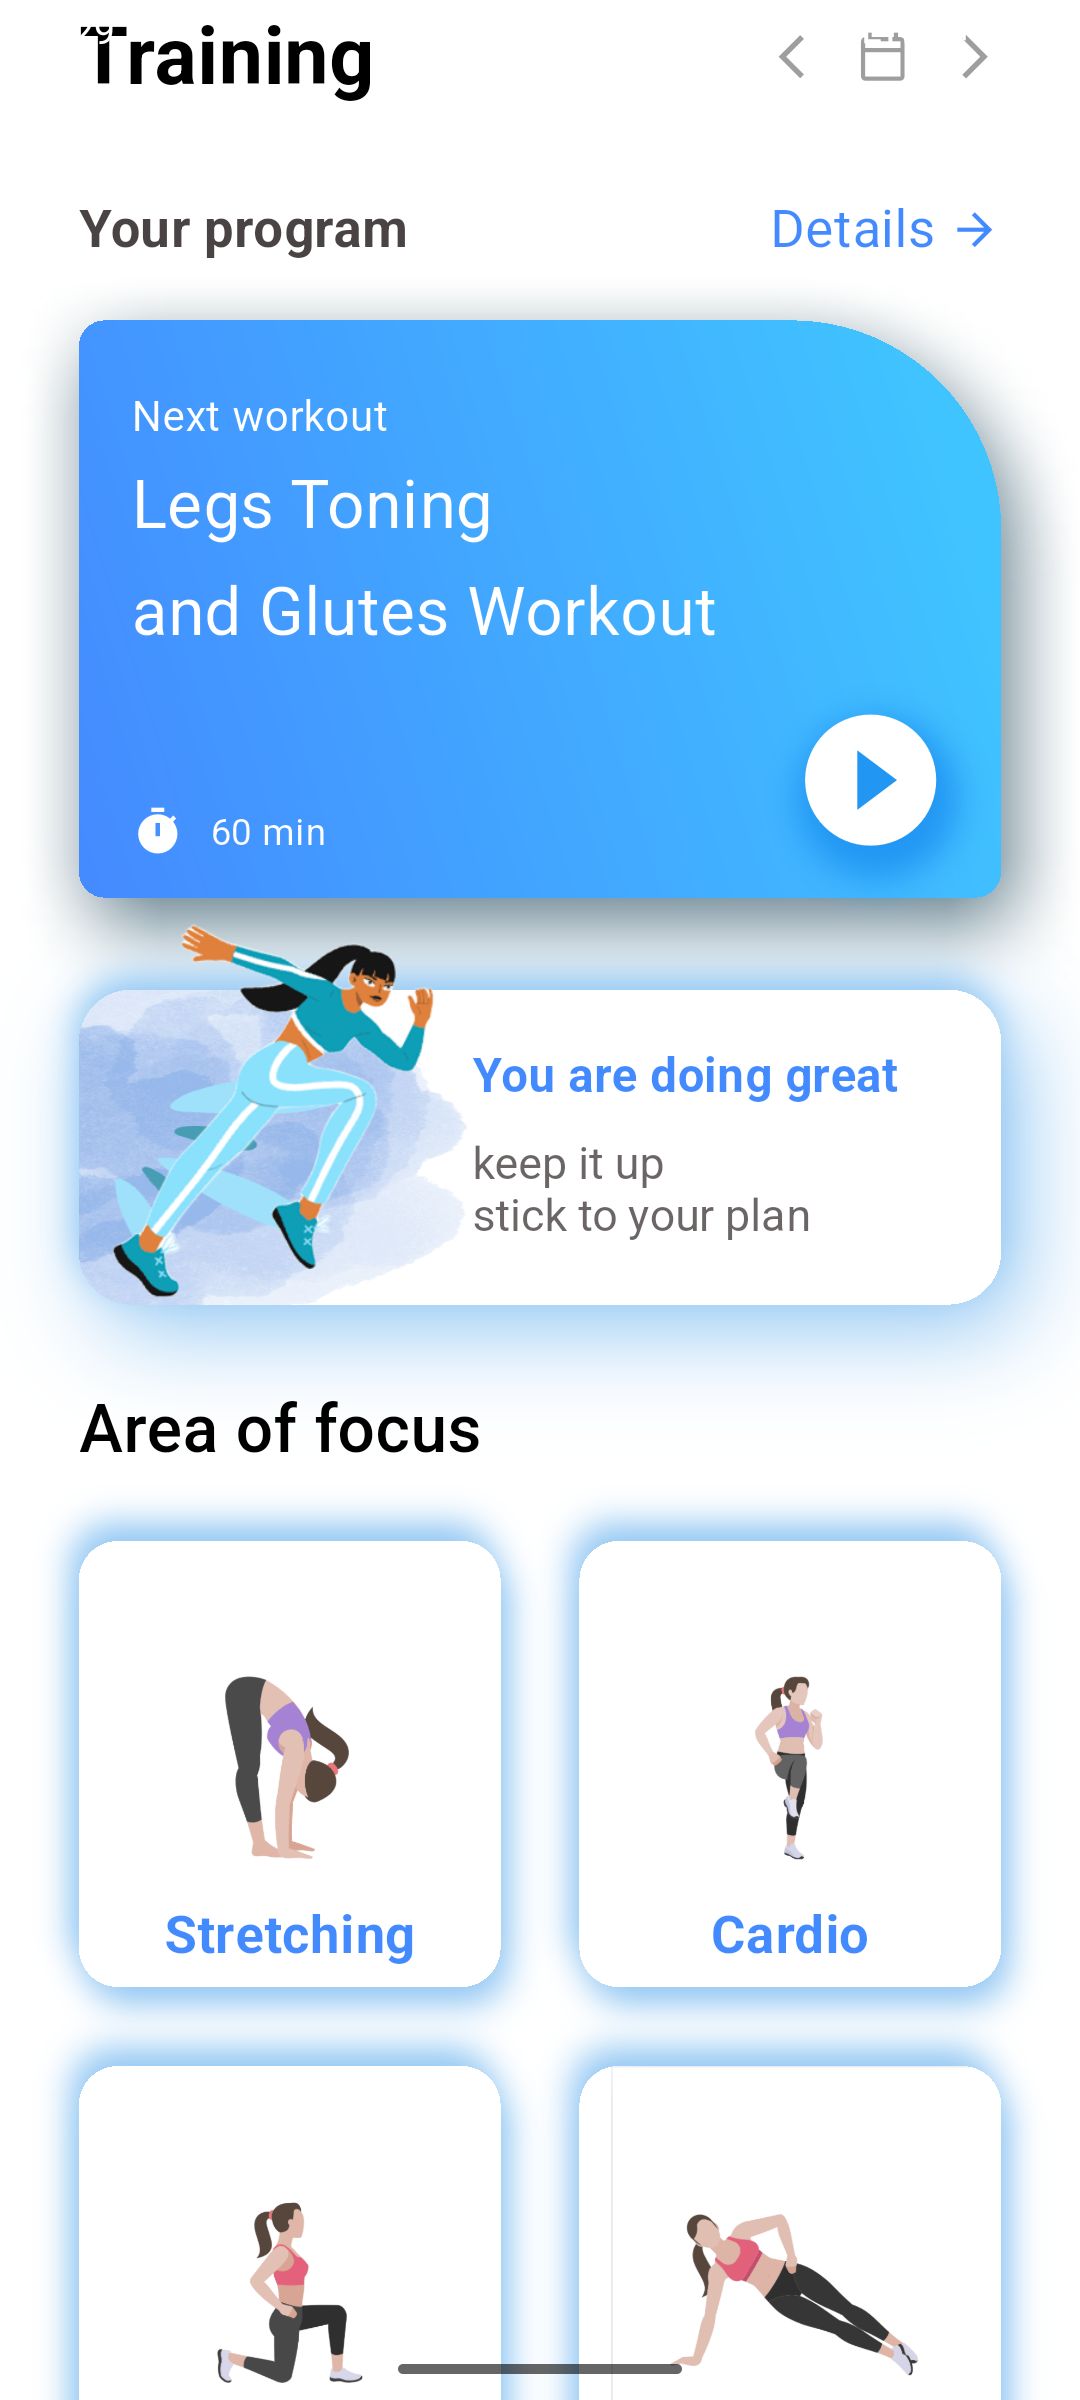 Training
Your program
Details
Next workout
Legs Toning
and Glutes Workout
60 min
You are doing great
keep it up
stick to your plan
Area of focus
Stretching
Cardio